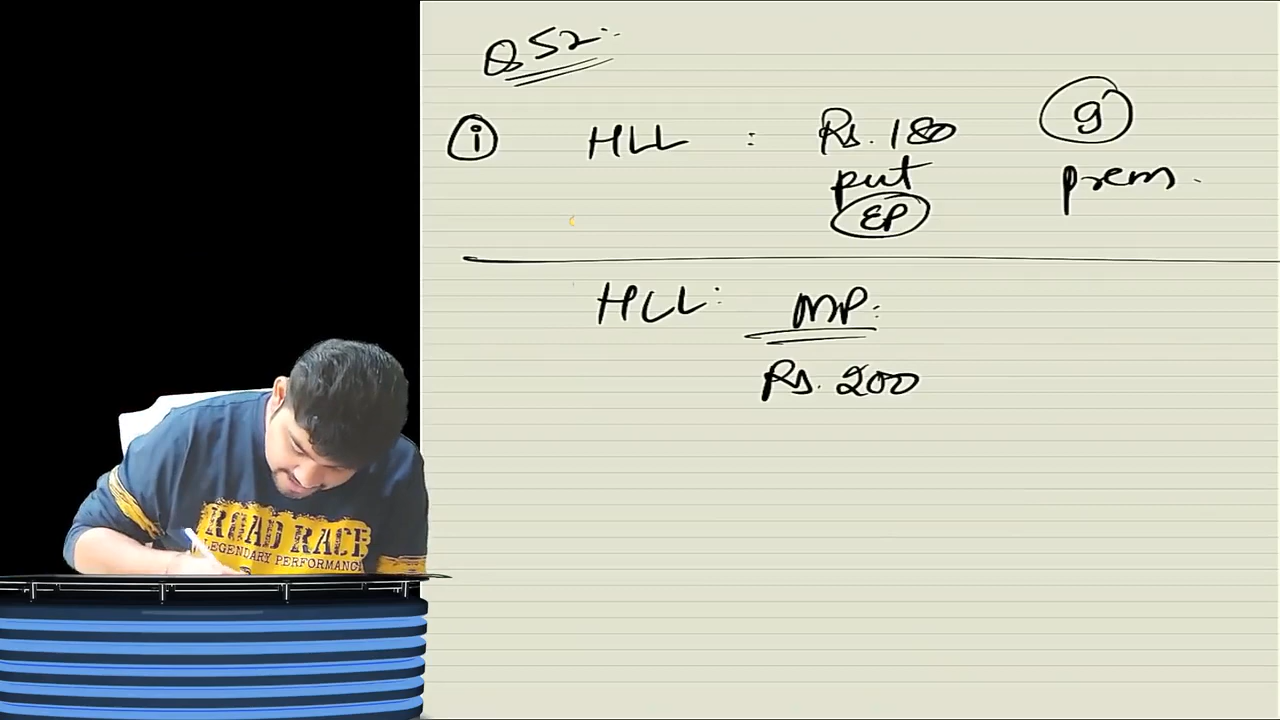 Q52:
i HLL : Rs. 180 9
put prem.
EP
HLL: MP:
Rs. 200
ROAD RACE
LEGENDARY PERFORMANCE